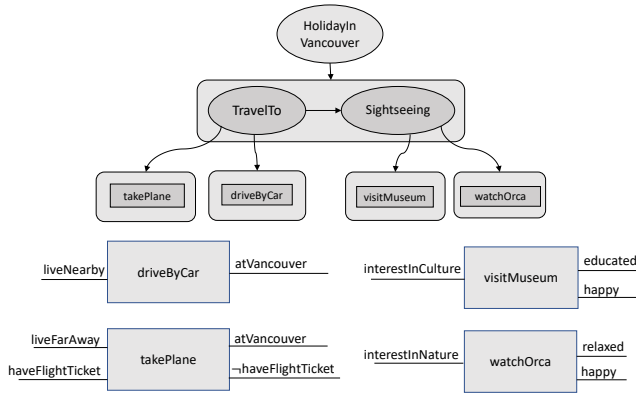 HolidayIn
Vancouver
TravelTo
Sightseeing
takePlane
driveByCar
visitMuseum
watchOrca
liveNearby
driveByCar
atVancouver
interestInCulture
visitMuseum
educated
happy
liveFarAway
haveFlightTicket
takePlane
atVancouver
¬haveFlightTicket
interestInNature
watchOrca
relaxed
happy